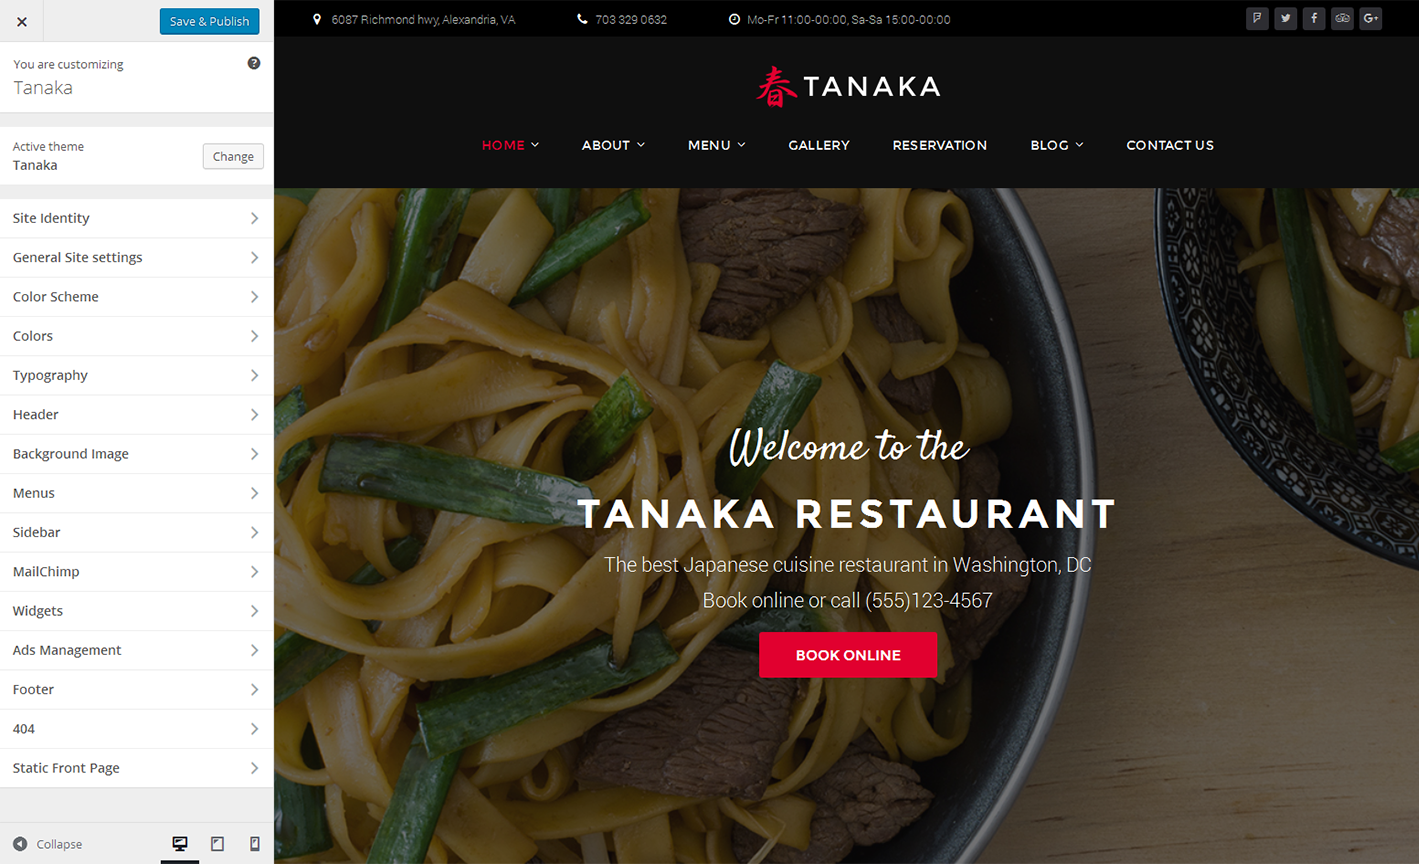 Save & Publish
You are customizing
Tanaka
Active theme
Tanaka
Change
Site Identity
General Site settings
Color Scheme
Colors
Typography
Header
Background Image
Menus
Sidebar
MailChimp
Widgets
Ads Management
Footer
404
Static Front Page
Collapse
6087 Richmond hwy, Alexandria, VA 703 329 0632 Mo-Fr 11:00-00:00, Sa-Sa 15:00-00:00
春 TANAKA
HOME ABOUT MENU GALLERY RESERVATION BLOG CONTACT US
Welcome to the
TANAKA RESTAURANT
The best Japanese cuisine restaurant in Washington, DC
Book online or call (555)123-4567
BOOK ONLINE